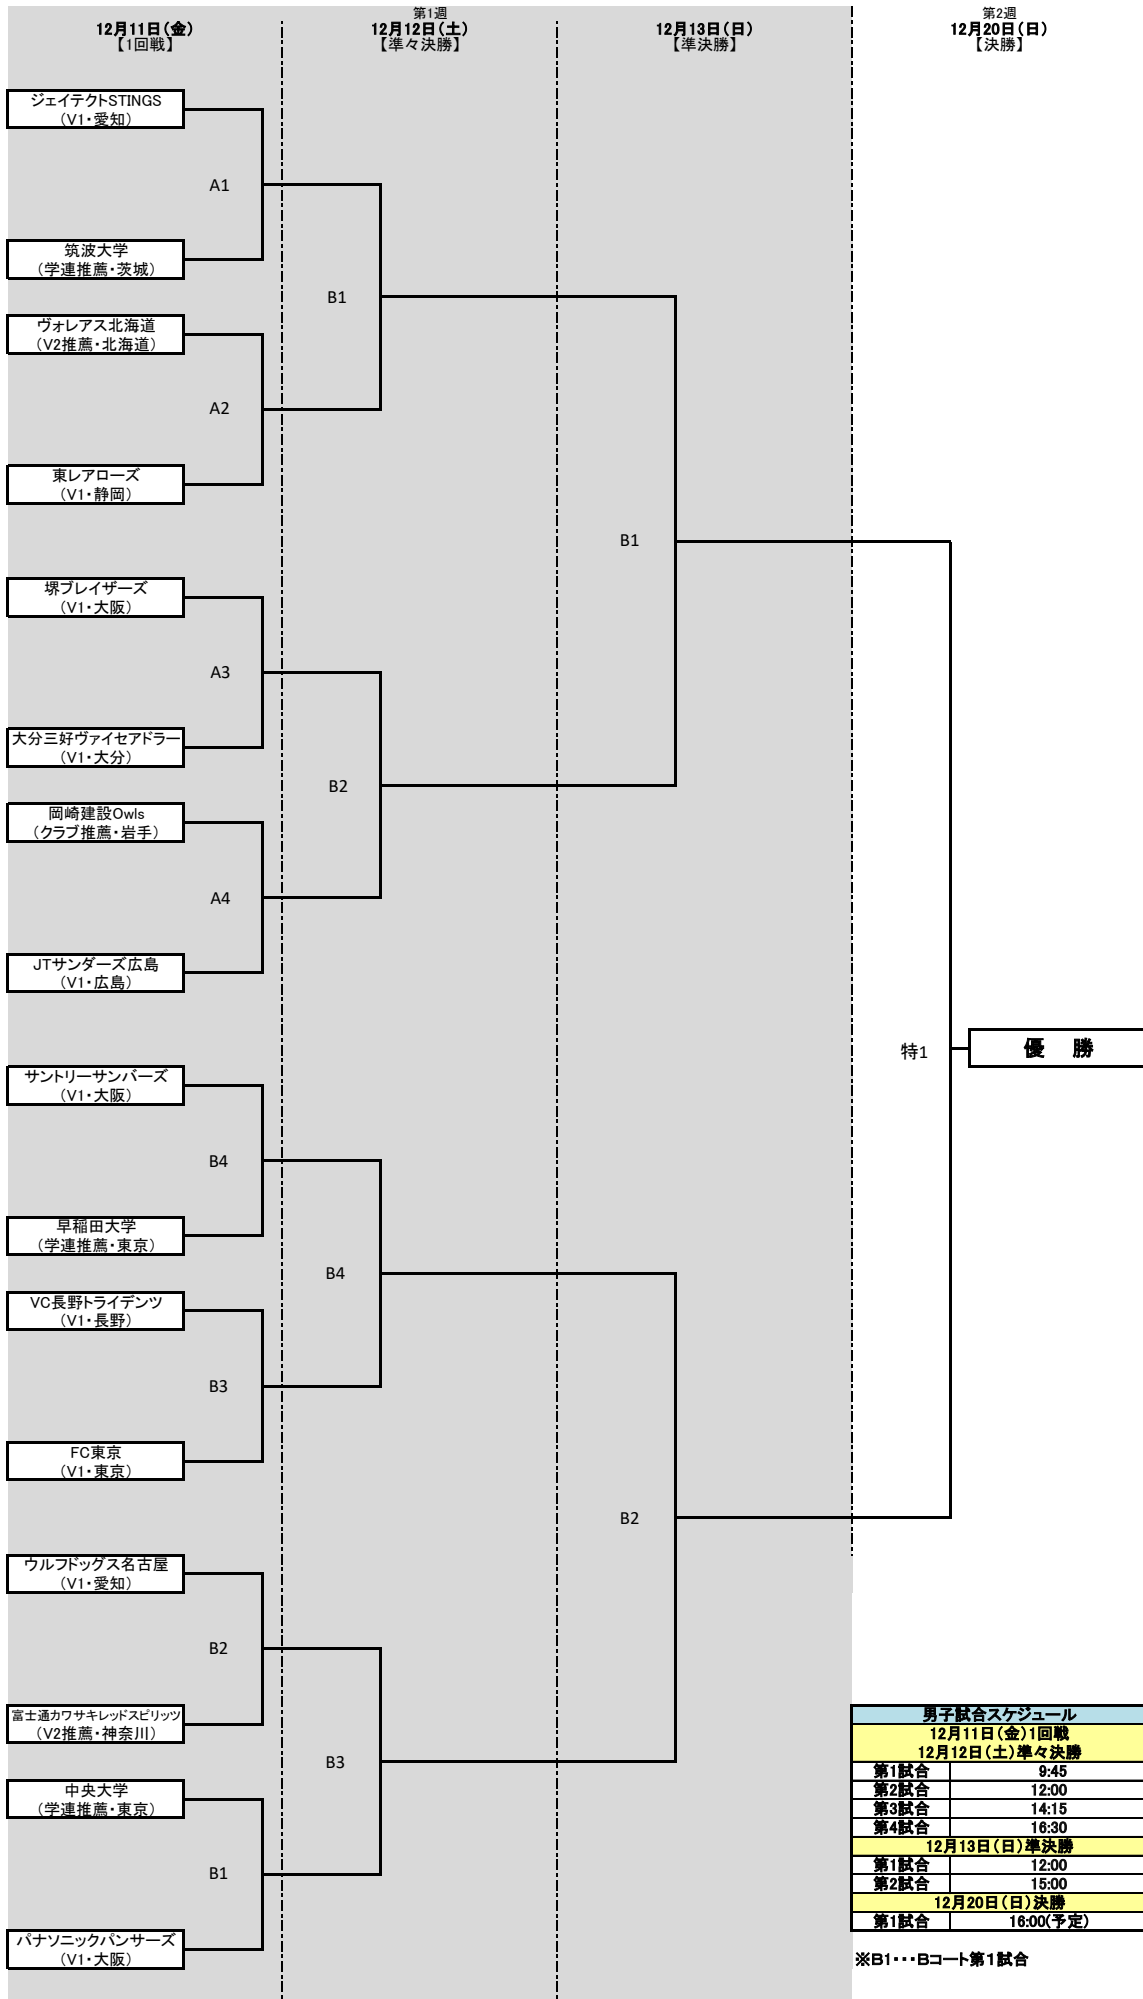 第1週
第2週
12月11日(金)
12月12日(土)
12月13日(日)
12月20日(日)
【1回戦】
【準々決勝】
【準決勝】
【決勝】
ジェイテクトSTINGS
(V1・愛知)
A1
筑波大学
(学連推薦・茨城)
B1
ヴォレアス北海道
(V2推薦・北海道)
A2
東レアローズ
(V1・静岡)
B1
堺ブレイザーズ
(V1・大阪)
A3
大分三好ヴァイセアドラー
(V1・大分)
B2
岡崎建設Owls
(クラブ推薦・岩手)
A4
JTサンダーズ広島
(V1・広島)
特1
優 勝
サントリーサンバーズ
(V1・大阪)
B4
早稲田大学
(学連推薦・東京)
B4
VC長野トライデンツ
(V1・長野)
B3
FC東京
(V1・東京)
B2
ウルフドッグス名古屋
(V1・愛知)
B2
富士通カワサキレッドスピリッツ
(V2推薦・神奈川)
B3
中央大学
(学連推薦・東京)
B1
パナソニックパンサーズ
(V1・大阪)
男子試合スケジュール
12月11日(金)1回戦
12月12日(土)準々決勝
第1試合 9:45
第2試合 12:00
第3試合 14:15
第4試合 16:30
12月13日(日)準決勝
第1試合 12:00
第2試合 15:00
12月20日(日)決勝
第1試合 16:00(予定)
※B1・・・Bコート第1試合